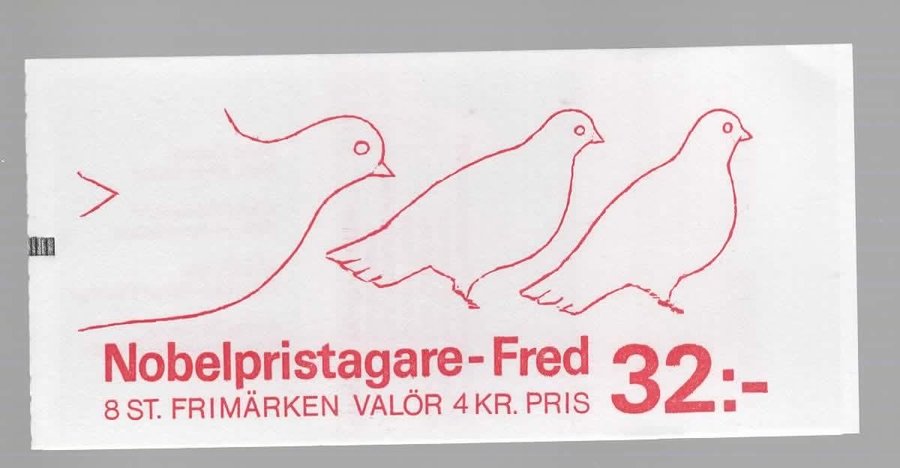 Nobelpristagare - Fred
8 ST. FRIMÄRKEN VALÖR 4 KR. PRIS 32:-